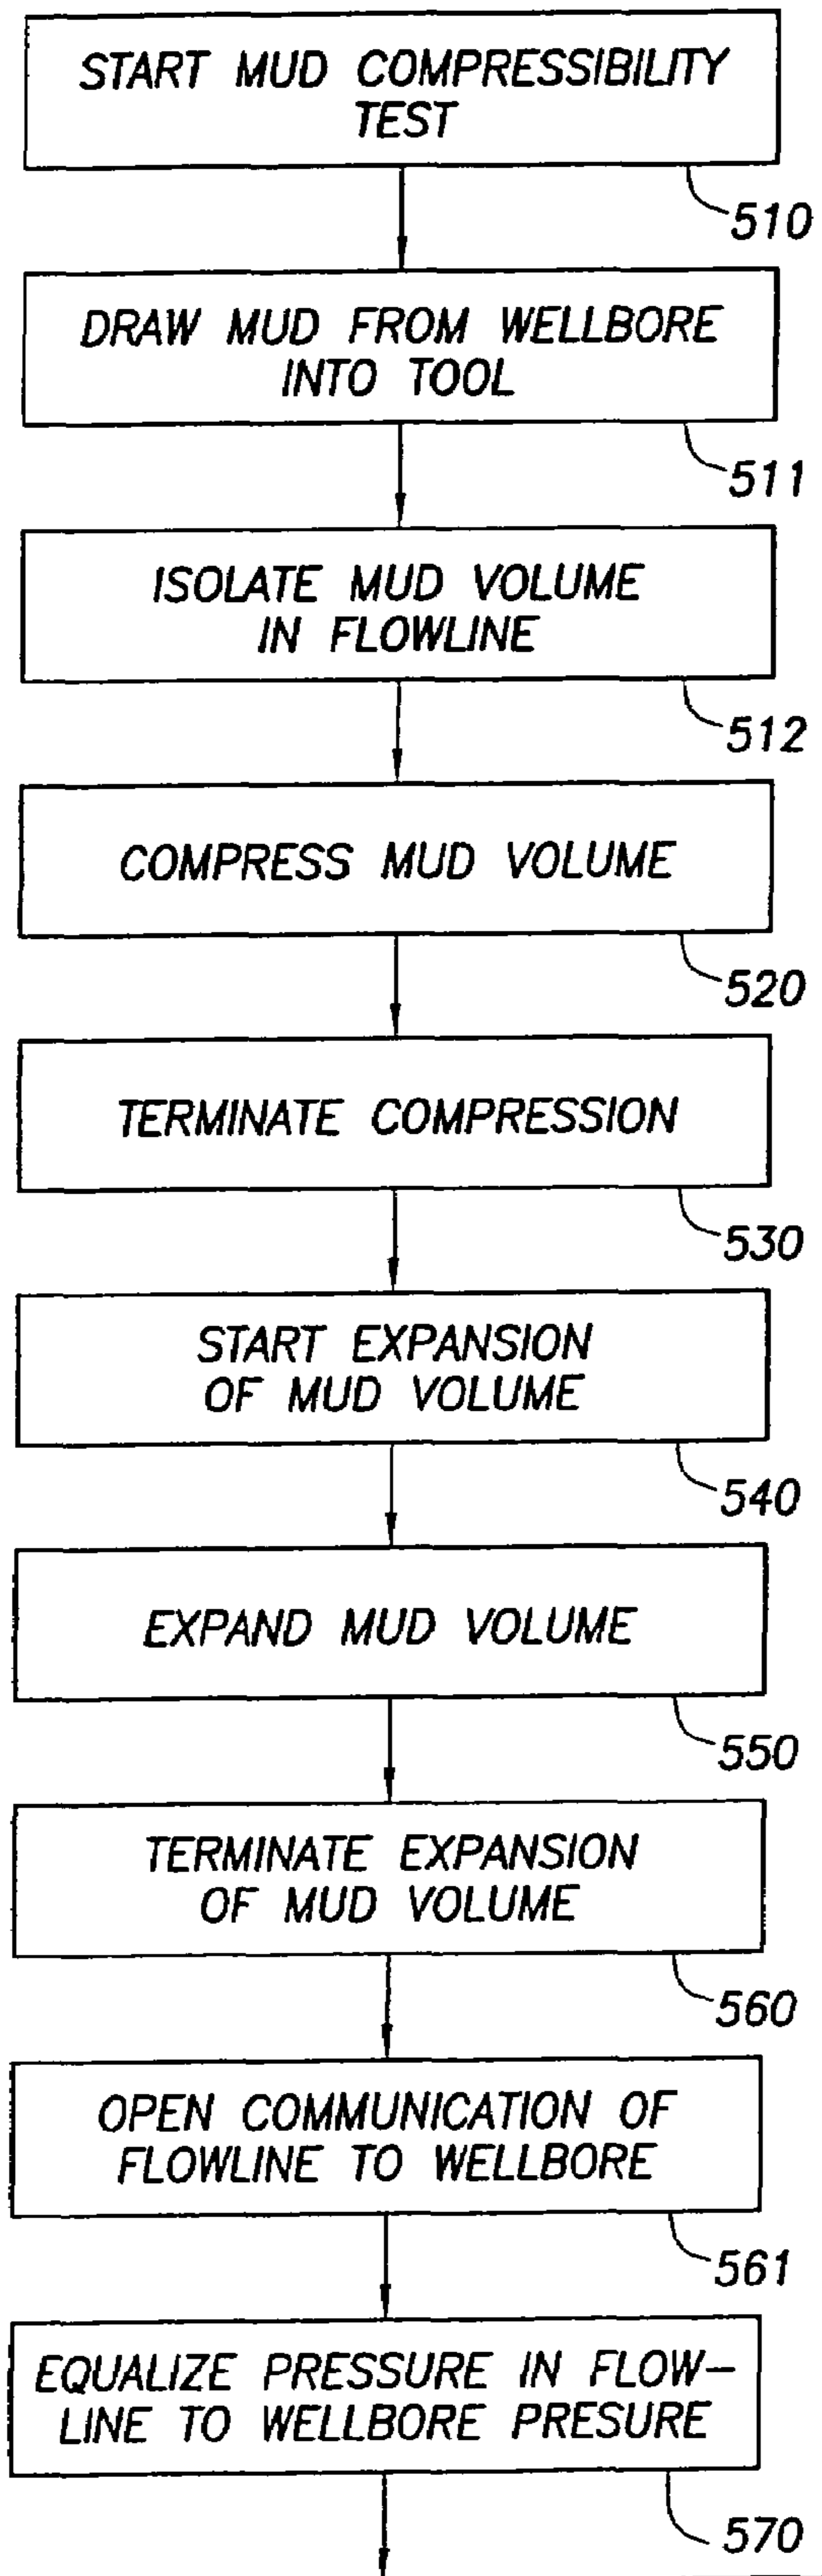 START MUD COMPRESSIBILITY
TEST
510
DRAW MUD FROM WELLBORE
INTO TOOL
511
ISOLATE MUD VOLUME
IN FLOWLINE
512
COMPRESS MUD VOLUME
520
TERMINATE COMPRESSION
530
START EXPANSION
OF MUD VOLUME
540
EXPAND MUD VOLUME
550
TERMINATE EXPANSION
OF MUD VOLUME
560
OPEN COMMUNICATION OF
FLOWLINE TO WELLBORE
561
EQUALIZE PRESSURE IN FLOW-
LINE TO WELLBORE PRESURE
570